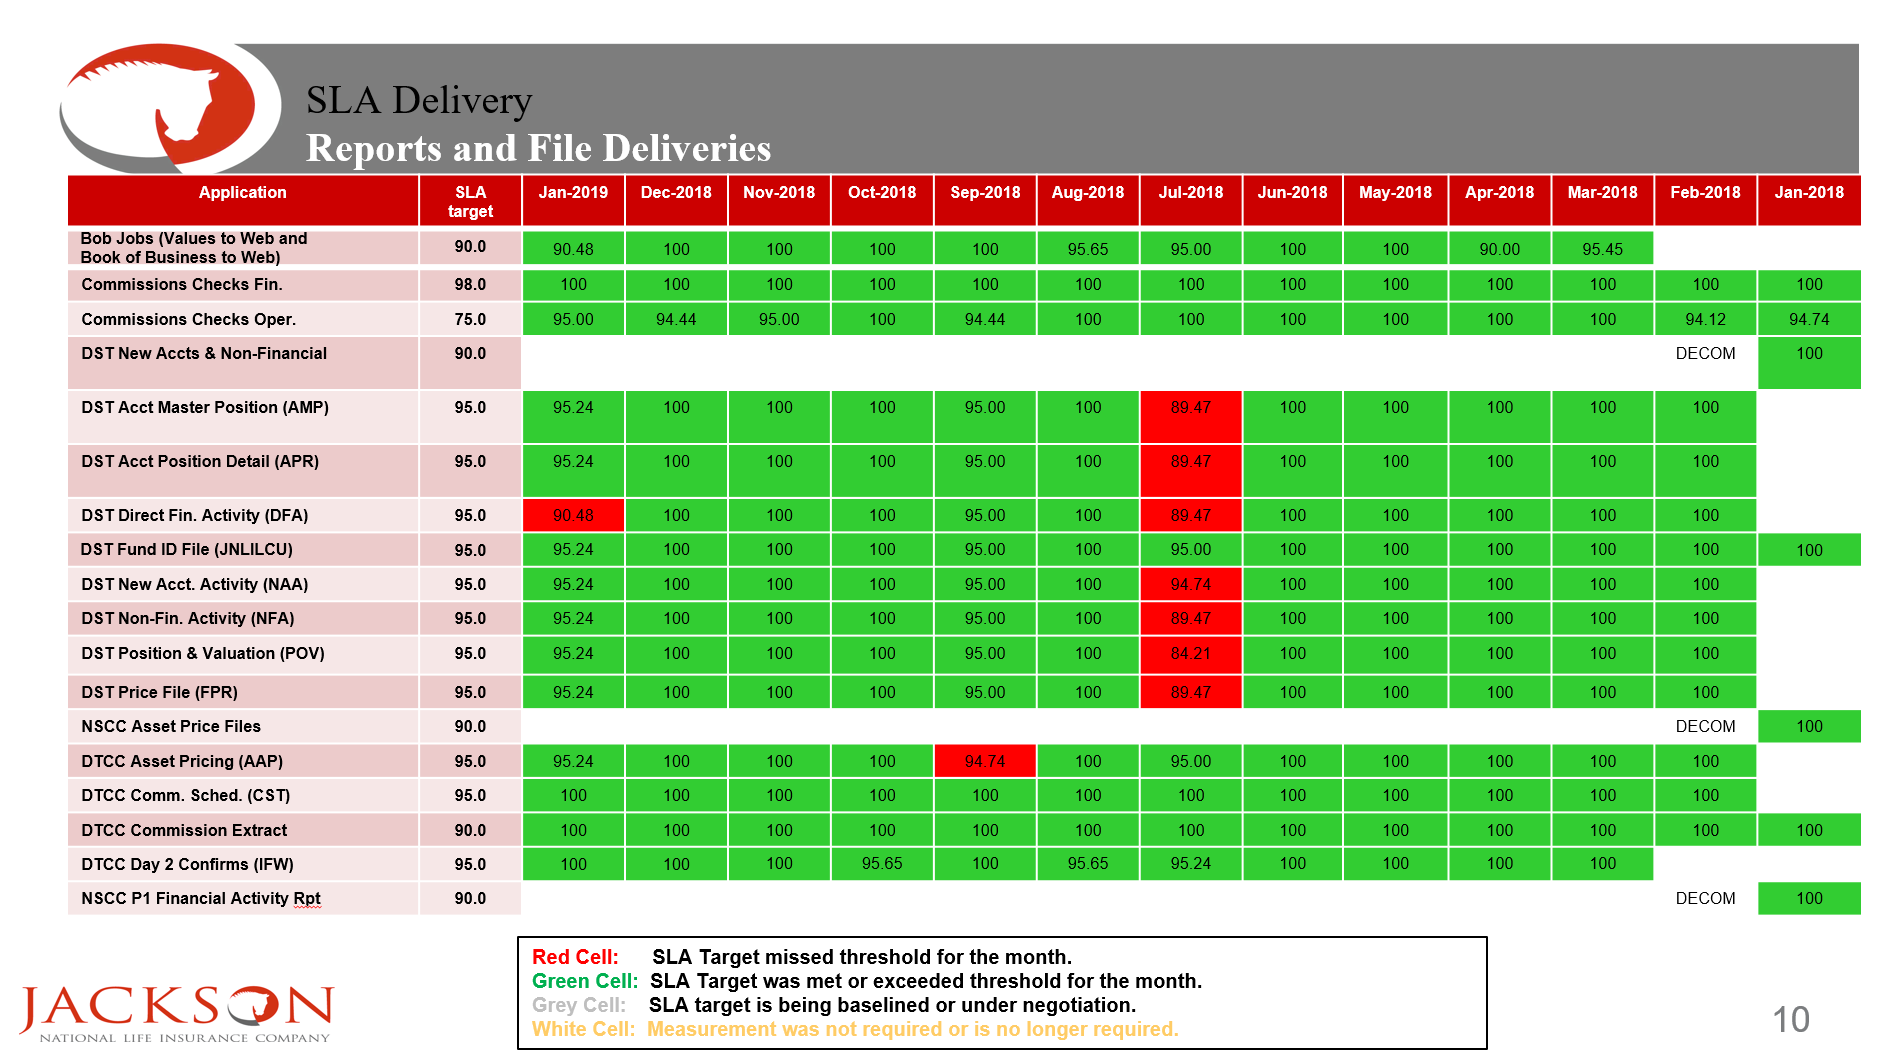 SLA Delivery
Reports and File Deliveries
Application SLA target Jan-2019 Dec-2018 Nov-2018 Oct-2018 Sep-2018 Aug-2018 Jul-2018 Jun-2018 May-2018 Apr-2018 Mar-2018 Feb-2018 Jan-2018
Bob Jobs (Values to Web and
Book of Business to Web) 90.0 90.48 100 100 100 100 95.65 95.00 100 100 90.00 95.45
Commissions Checks Fin. 98.0 100 100 100 100 100 100 100 100 100 100 100 100 100
Commissions Checks Oper. 75.0 95.00 94.44 95.00 100 94.44 100 100 100 100 100 100 94.12 94.74
DST New Accts & Non-Financial 90.0 DECOM 100
DST Acct Master Position (AMP) 95.0 95.24 100 100 100 95.00 100 89.47 100 100 100 100 100
DST Acct Position Detail (APR) 95.0 95.24 100 100 100 95.00 100 89.47 100 100 100 100 100
DST Direct Fin. Activity (DFA) 95.0 90.48 100 100 100 95.00 100 89.47 100 100 100 100 100
DST Fund ID File (JNLILCU) 95.0 95.24 100 100 100 95.00 100 95.00 100 100 100 100 100 100
DST New Acct. Activity (NAA) 95.0 95.24 100 100 100 95.00 100 94.74 100 100 100 100 100
DST Non-Fin. Activity (NFA) 95.0 95.24 100 100 100 95.00 100 89.47 100 100 100 100 100
DST Position & Valuation (POV) 95.0 95.24 100 100 100 95.00 100 84.21 100 100 100 100 100
DST Price File (FPR) 95.0 95.24 100 100 100 95.00 100 89.47 100 100 100 100 100
NSCC Asset Price Files 90.0 DECOM 100
DTCC Asset Pricing (AAP) 95.0 95.24 100 100 100 94.74 100 95.00 100 100 100 100 100
DTCC Comm. Sched. (CST) 95.0 100 100 100 100 100 100 100 100 100 100 100 100
DTCC Commission Extract 90.0 100 100 100 100 100 100 100 100 100 100 100 100 100
DTCC Day 2 Confirms (IFW) 95.0 100 100 100 95.65 100 95.65 95.24 100 100 100 100
NSCC P1 Financial Activity Rpt 90.0 DECOM 100
Red Cell: SLA Target missed threshold for the month.
Green Cell: SLA Target was met or exceeded threshold for the month.
Grey Cell: SLA target is being baselined or under negotiation.
White Cell: Measurement was not required or is no longer required.
JACKSON
NATIONAL LIFE INSURANCE COMPANY
10